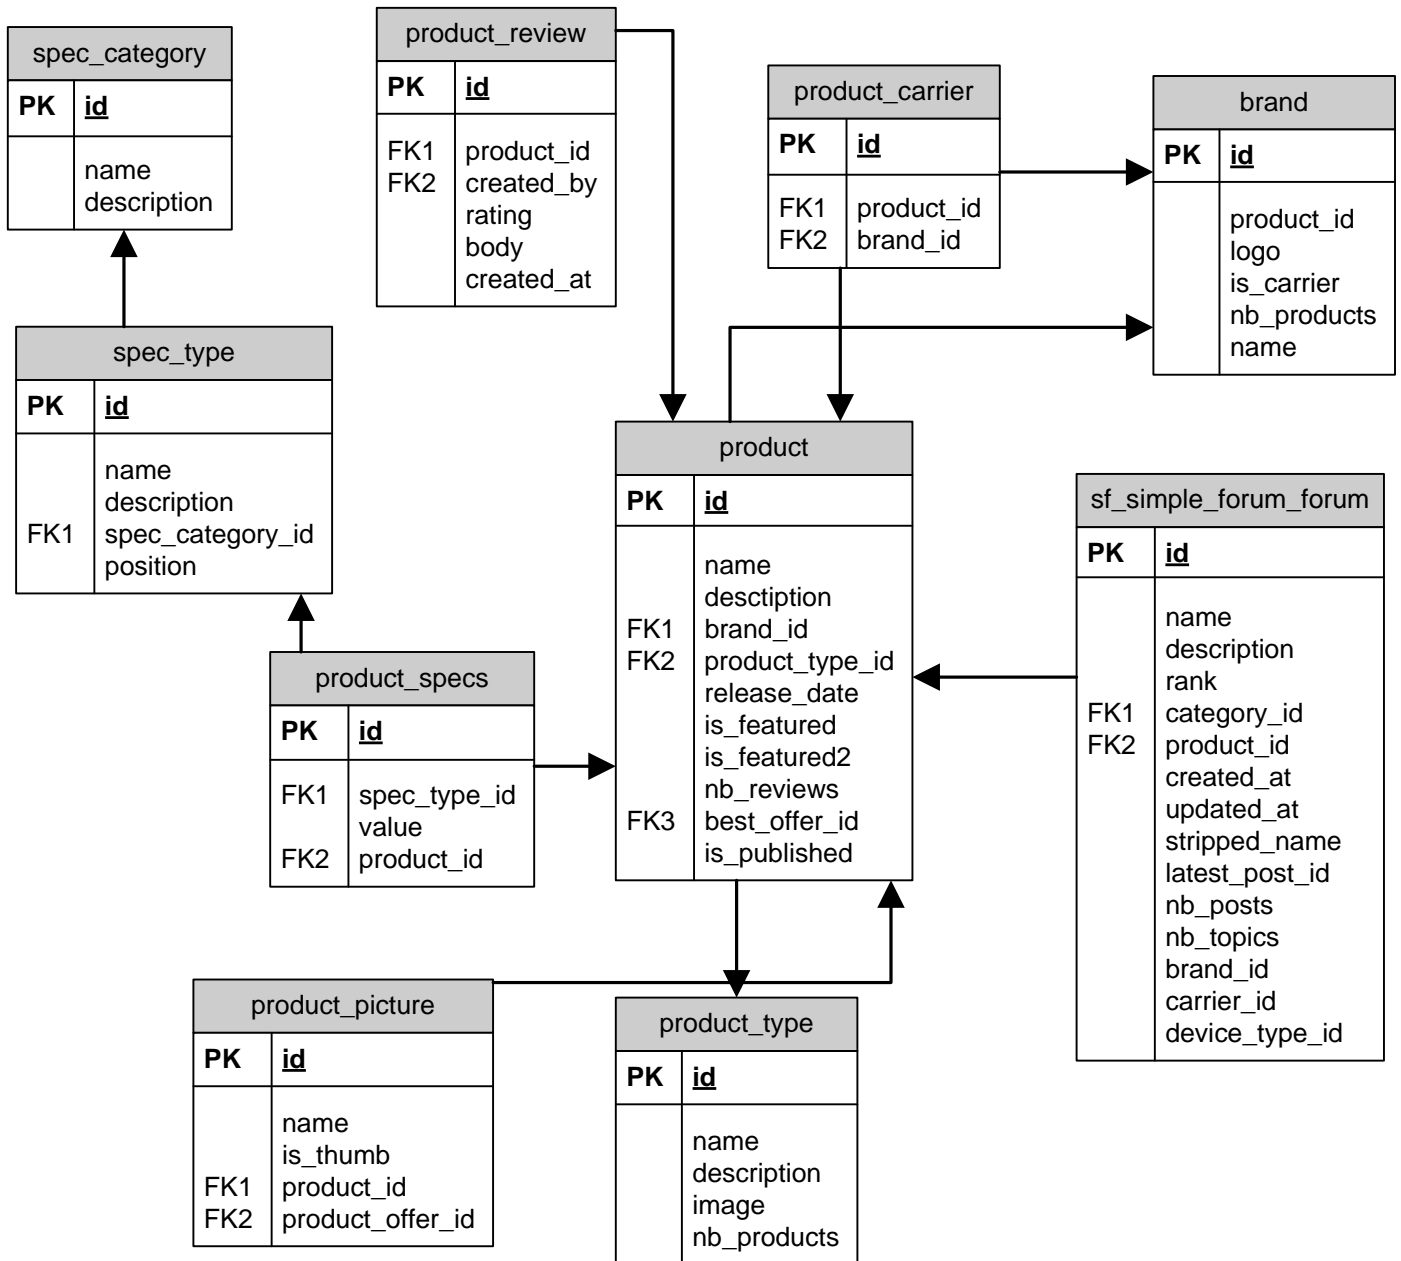 spec_category
PK id
name
description
product_review
PK id
FK1 product_id
FK2 created_by
rating
body
created_at
product_carrier
PK id
FK1 product_id
FK2 brand_id
brand
PK id
product_id
logo
is_carrier
nb_products
name
spec_type
PK id
name
description
FK1 spec_category_id
position
product
PK id
name
desctiption
FK1 brand_id
FK2 product_type_id
release_date
is_featured
is_featured2
nb_reviews
FK3 best_offer_id
is_published
sf_simple_forum_forum
PK id
name
description
rank
FK1 category_id
FK2 product_id
created_at
updated_at
stripped_name
latest_post_id
nb_posts
nb_topics
brand_id
carrier_id
device_type_id
product_specs
PK id
FK1 spec_type_id
value
FK2 product_id
product_picture
PK id
name
is_thumb
FK1 product_id
FK2 product_offer_id
product_type
PK id
name
description
image
nb_products